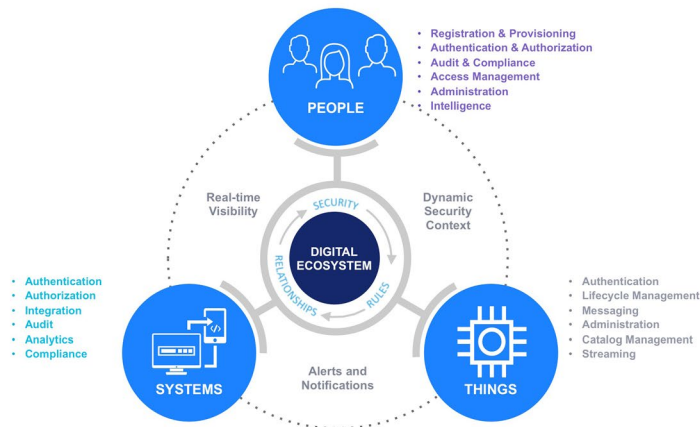 • Registration & Provisioning
• Authentication & Authorization
• Audit & Compliance
• Access Management
• Administration
• Intelligence
PEOPLE
Real-time
Visibility
Dynamic
Security
Context
SECURITY
RULES
RELATIONSHIPS
DIGITAL
ECOSYSTEM
• Authentication
• Authorization
• Integration
• Audit
• Analytics
• Compliance
</>
SYSTEMS
Alerts and
Notifications
THINGS
• Authentication
• Lifecycle Management
• Messaging
• Administration
• Catalog Management
• Streaming